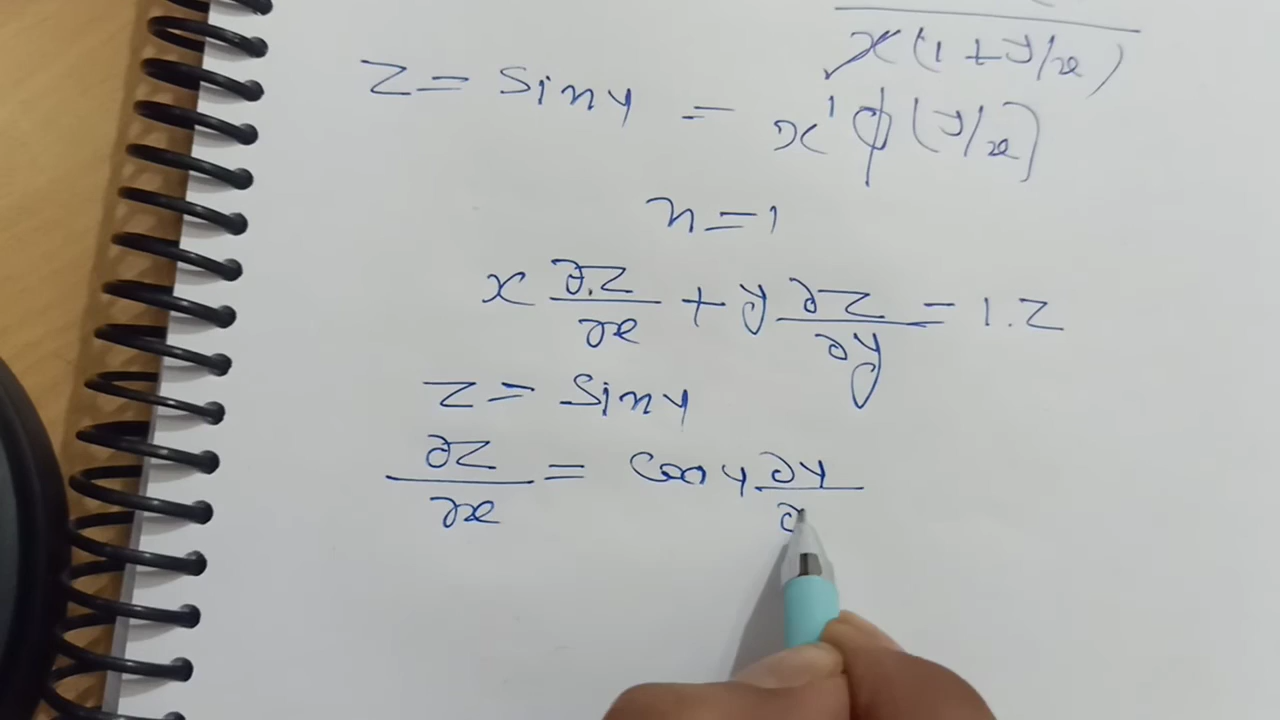 x(1+y/x)
z = sin y = x¹ φ(y/x)
n=1
x ∂z/∂x + y ∂z/∂y = 1.z
z = sin y
∂z/∂x = cos y ∂y/∂